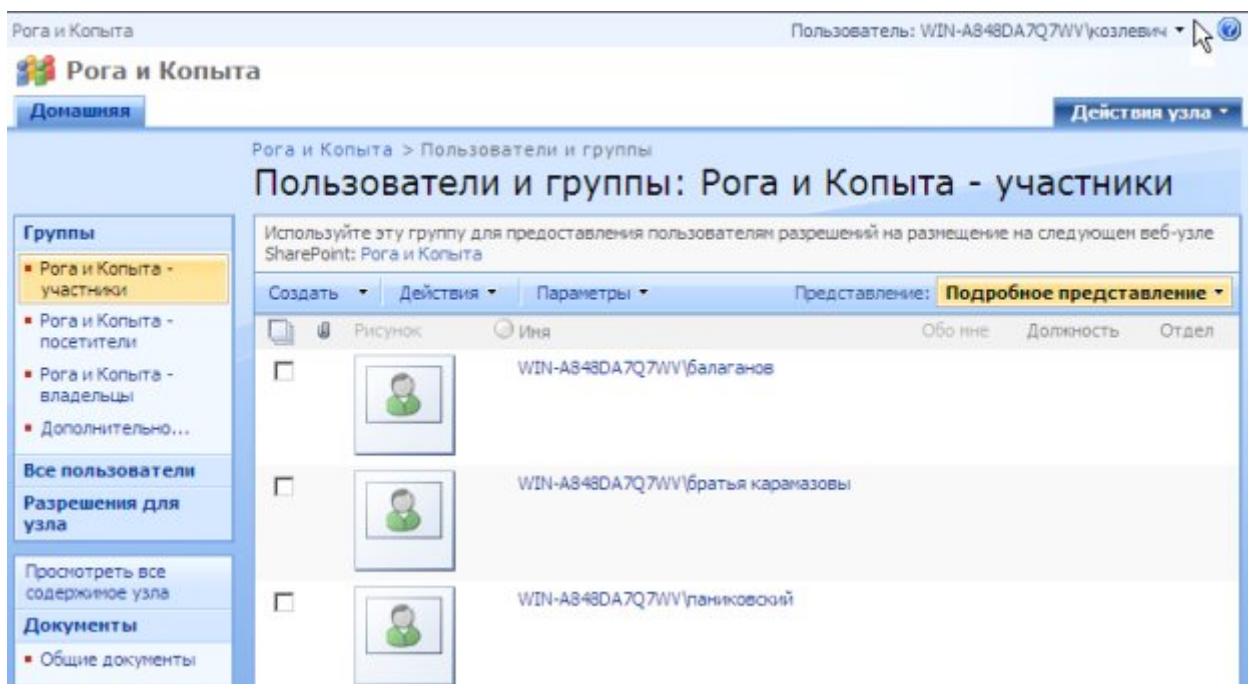 Рога и Копыта
Пользователь: WIN-A848DA7Q7WV\козлевич
Рога и Копыта
Домашняя
Действия узла
Рога и Копыта > Пользователи и группы
Пользователи и группы: Рога и Копыта - участники
Группы
Рога и Копыта -
участники
Рога и Копыта -
посетители
Рога и Копыта -
владельцы
Дополнительно...
Все пользователи
Разрешения для
узла
Просмотреть все
содержимое узла
Документы
Общие документы
Используйте эту группу для предоставления пользователям разрешений на размещение на следующем веб-узле
SharePoint: Рога и Копыта
Создать Действия Параметры Представление: Подробное представление
Рисунок Имя Обо мне Должность Отдел
WIN-A848DA7Q7WV\балаганов
WIN-A848DA7Q7WV\братья карамазовы
WIN-A848DA7Q7WV\паниковский